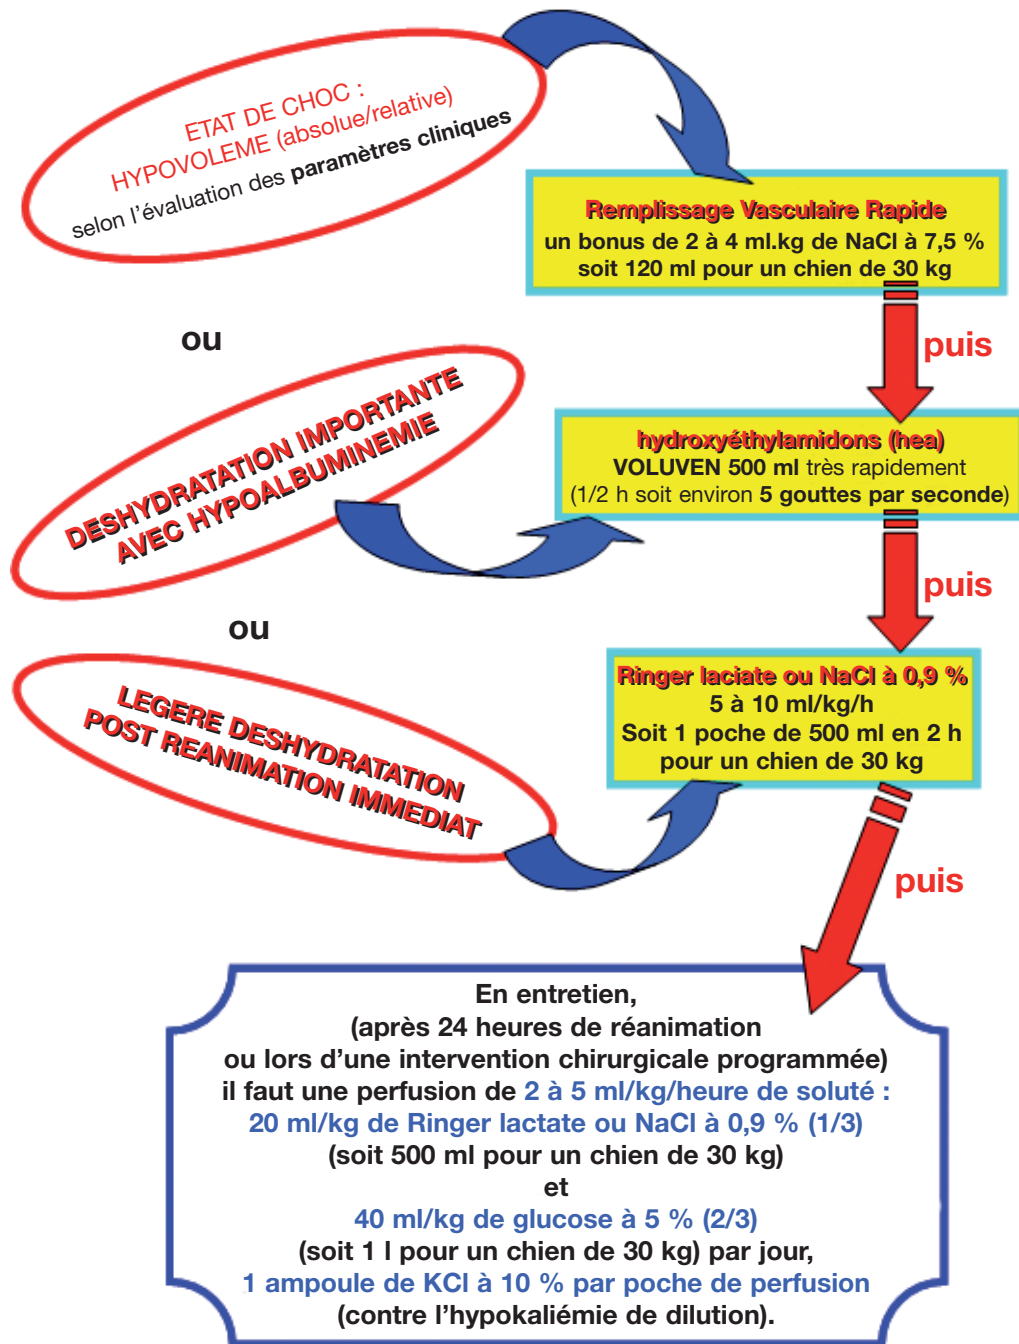 ETAT DE CHOC :
HYPOVOLEME (absolue/relative)
selon l'évaluation des paramètres cliniques
Remplissage Vasculaire Rapide
un bonus de 2 à 4 ml.kg de NaCl à 7,5 %
soit 120 ml pour un chien de 30 kg
puis
ou
DESHYDRATATION IMPORTANTE
AVEC HYPOALBUMINEMIE
hydroxyéthylamidons (hea)
VOLUVEN 500 ml très rapidement
(1/2 h soit environ 5 gouttes par seconde)
puis
ou
LEGERE DESHYDRATATION
POST REANIMATION IMMEDIAT
Ringer laciate ou NaCl à 0,9 %
5 à 10 ml/kg/h
Soit 1 poche de 500 ml en 2 h
pour un chien de 30 kg
puis
En entretien,
(après 24 heures de réanimation
ou lors d'une intervention chirurgicale programmée)
il faut une perfusion de 2 à 5 ml/kg/heure de soluté :
20 ml/kg de Ringer lactate ou NaCl à 0,9 % (1/3)
(soit 500 ml pour un chien de 30 kg)
et
40 ml/kg de glucose à 5 % (2/3)
(soit 1 l pour un chien de 30 kg) par jour,
1 ampoule de KCl à 10 % par poche de perfusion
(contre l'hypokaliémie de dilution).